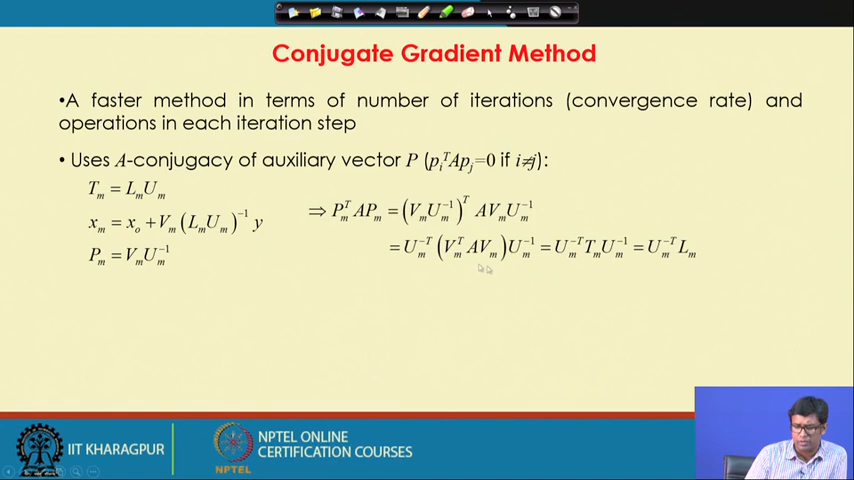 Conjugate Gradient Method
•A faster method in terms of number of iterations (convergence rate) and
operations in each iteration step
• Uses A-conjugacy of auxiliary vector P (p_i^T Ap_j=0 if i≠j):
T_m = L_m U_m
x_m = x_o + V_m (L_m U_m)^{-1} y
P_m = V_m U_m^{-1}
⇒ P_m^T AP_m = (V_m U_m^{-1})^T AV_m U_m^{-1}
= U_m^{-T} (V_m^T AV_m) U_m^{-1} = U_m^{-T} T_m U_m^{-1} = U_m^{-T} L_m
IIT KHARAGPUR
NPTEL
NPTEL ONLINE
CERTIFICATION COURSES